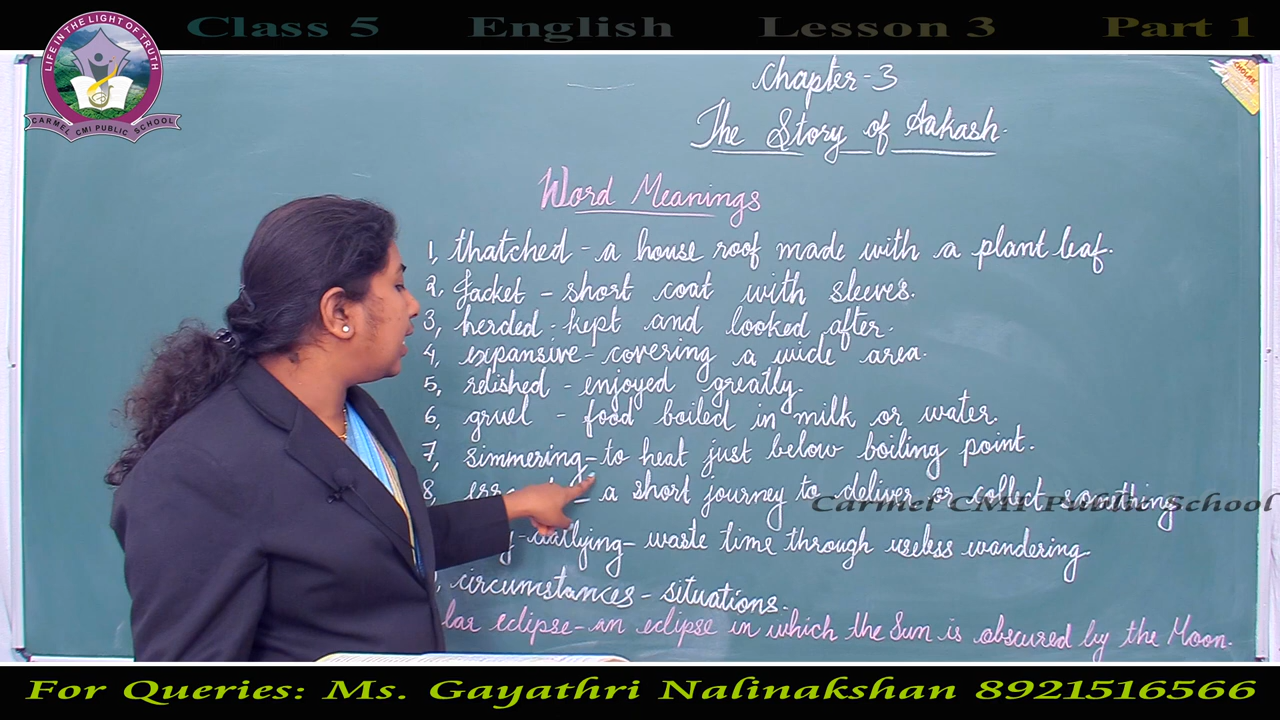 Class 5 English Lesson 3 Part 1
LIFE IN THE LIGHT OF TRUTH
CARMEL CMI PUBLIC SCHOOL
Chapter-3
The Story of Aakash.
Word Meanings
1, thatched - a house roof made with a plant leaf.
2, Jacket - short coat with sleeves.
3, herded - kept and looked after.
4, expansive - covering a wide area.
5, relished - enjoyed greatly.
6, gruel - food boiled in milk or water.
7, simmering - to heat just below boiling point.
8, a short journey to deliver or collect something
-dallying - waste time through useless wandering
circumstances - situations.
eclipse - an eclipse in which the Sun is obscured by the Moon.
Carmel CMI Public School
For Queries: Ms. Gayathri Nalinakshan 8921516566